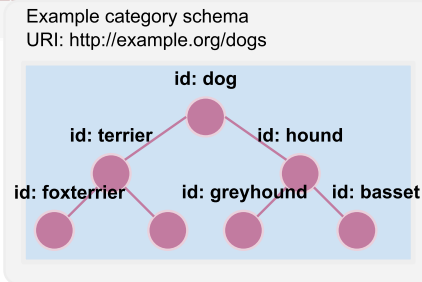 Example category schema
URI: http://example.org/dogs
id: dog
id: terrier
id: hound
id: foxterrier
id: greyhound
id: basset